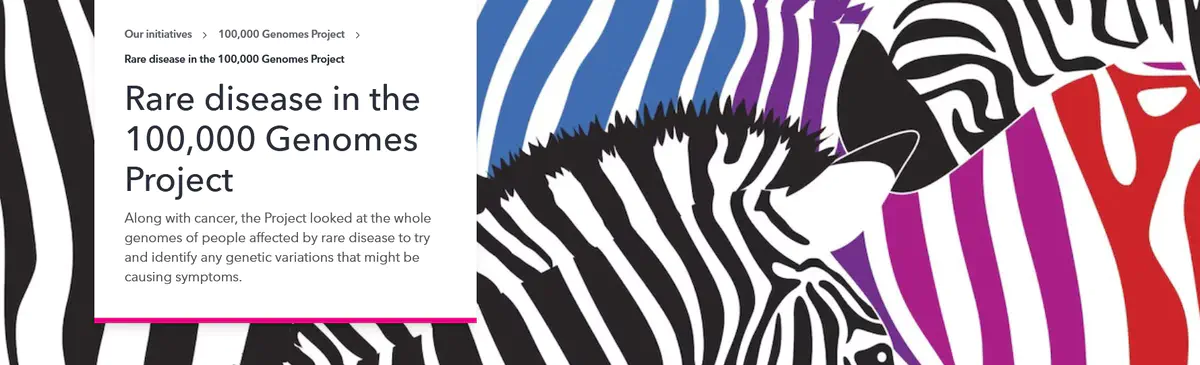 Our initiatives > 100,000 Genomes Project >
Rare disease in the 100,000 Genomes Project
Rare disease in the
100,000 Genomes
Project
Along with cancer, the Project looked at the whole
genomes of people affected by rare disease to try
and identify any genetic variations that might be
causing symptoms.